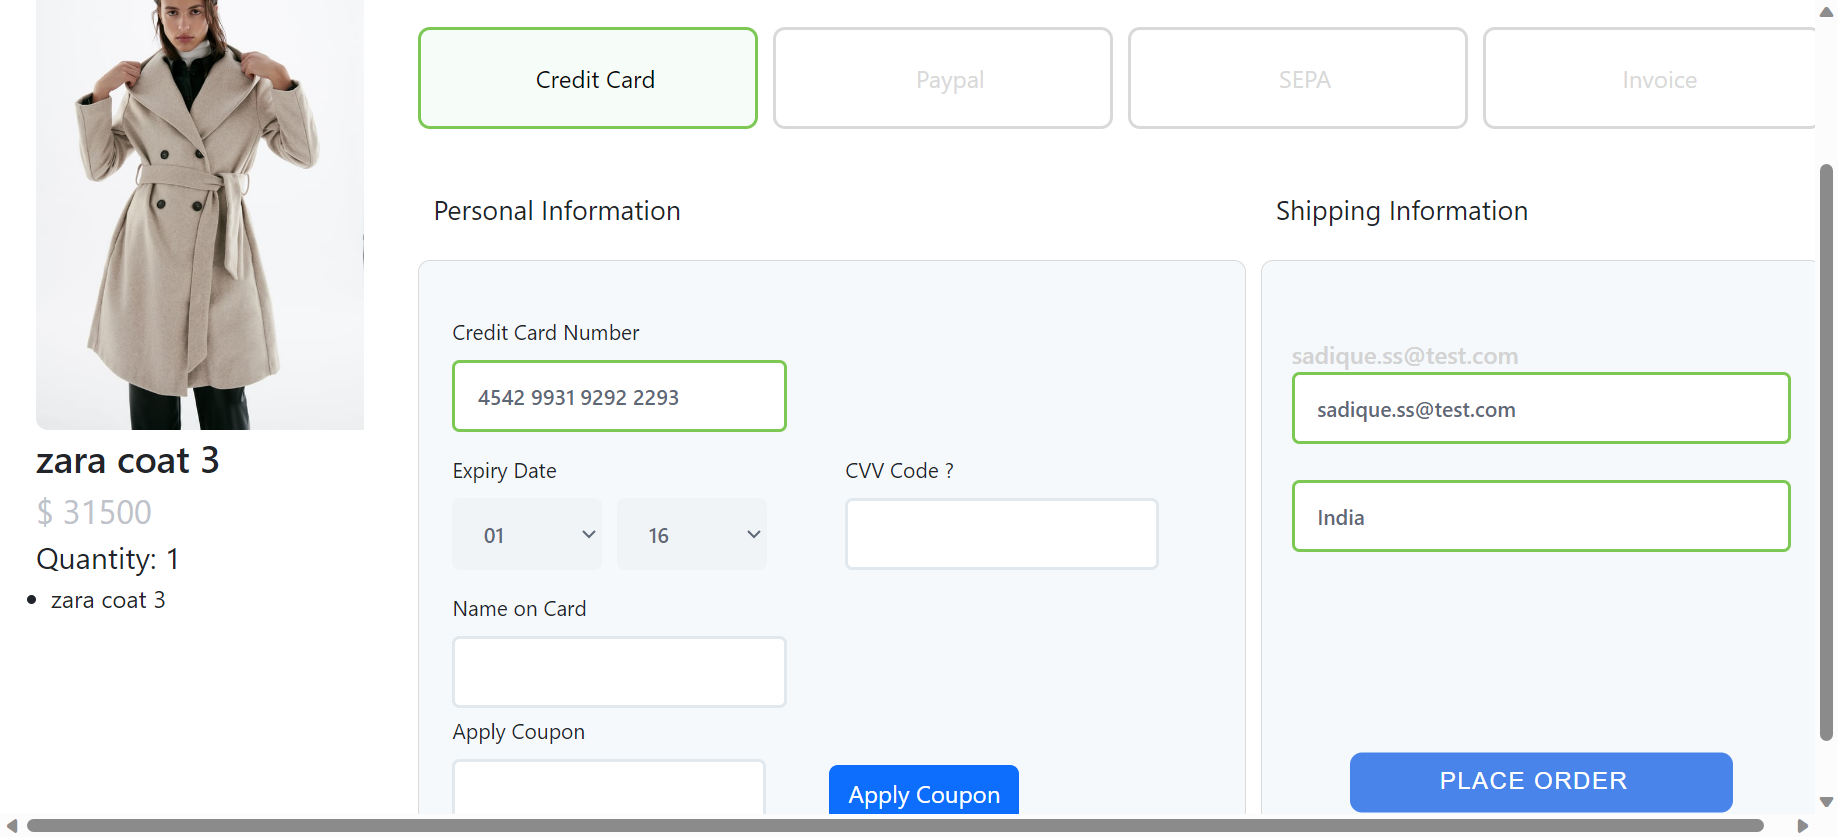 Credit Card
Paypal
SEPA
Invoice
Personal Information
Shipping Information
Credit Card Number
4542 9931 9292 2293
Expiry Date
CVV Code ?
01
16
Name on Card
Apply Coupon
Apply Coupon
sadique.ss@test.com
sadique.ss@test.com
India
PLACE ORDER
zara coat 3
$ 31500
Quantity: 1
zara coat 3